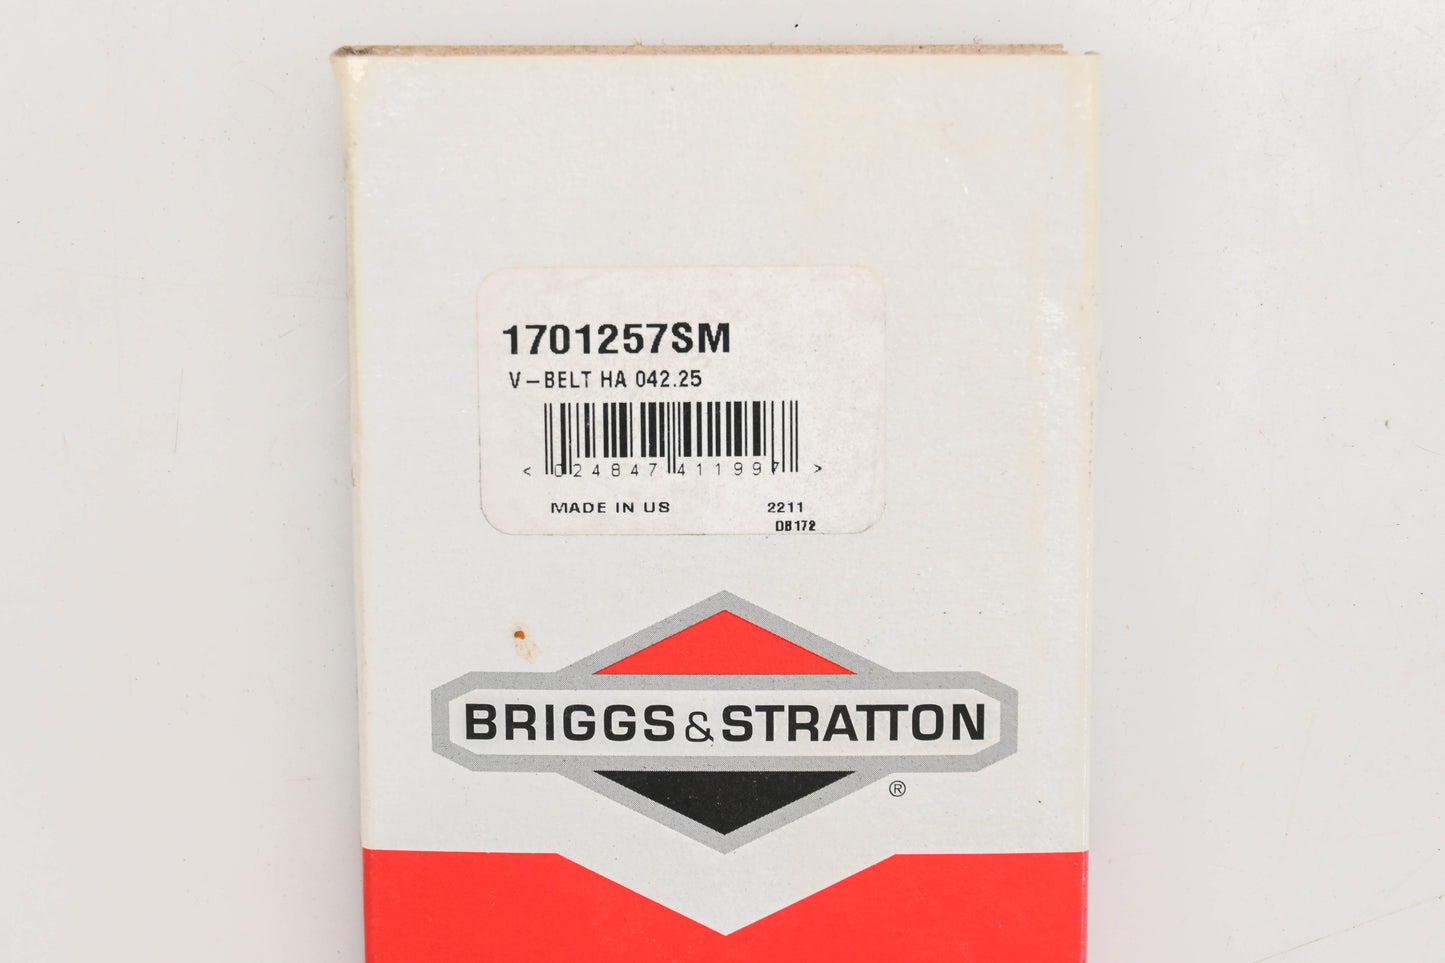 1701257SM
V-BELT HA 042.25
< 024847 411997 >
MADE IN US 2211
DB172
BRIGGS & STRATTON
®